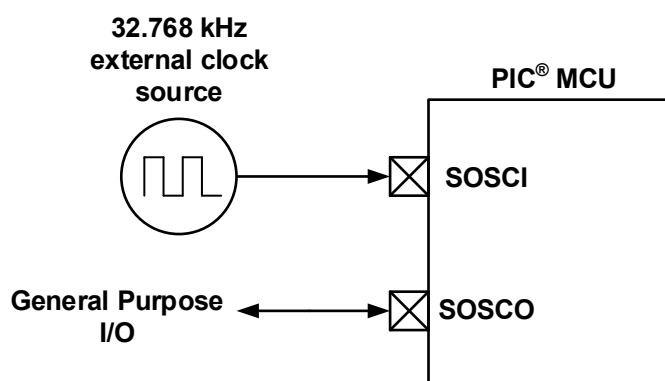 32.768 kHz
external clock
source
PIC® MCU
SOSCI
General Purpose
I/O
SOSCO